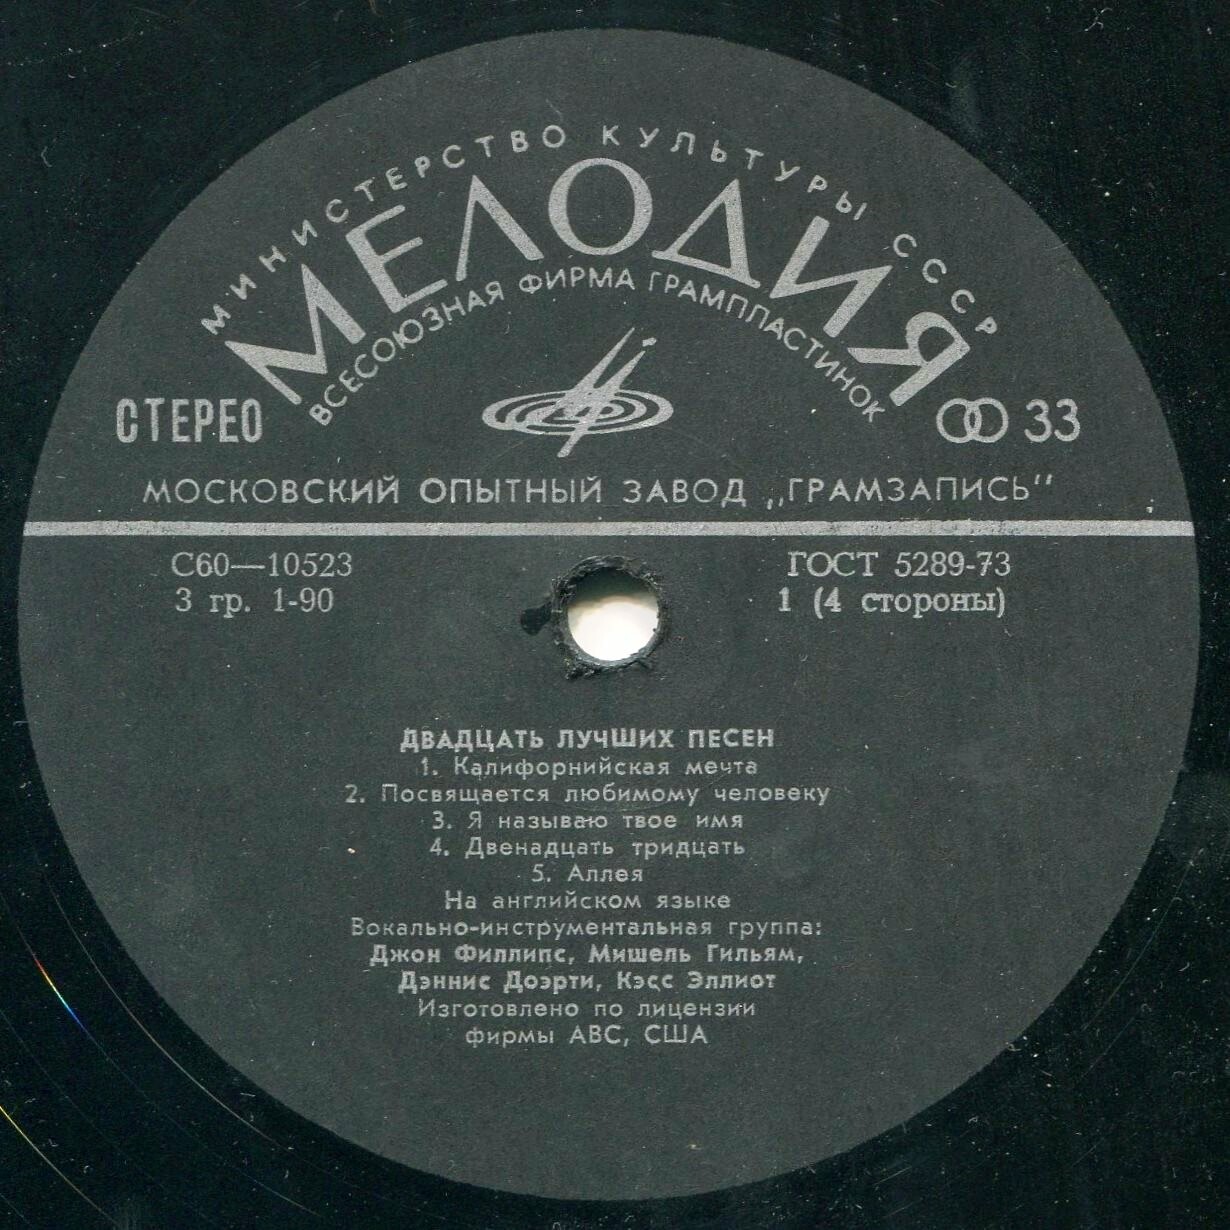 МИНИСТЕРСТВО КУЛЬТУРЫ СССР
МЕЛОДИЯ
ВСЕСОЮЗНАЯ ФИРМА ГРАМПЛАСТИНОК
СТЕРЕО 33
МОСКОВСКИЙ ОПЫТНЫЙ ЗАВОД „ГРАМЗАПИСЬ"
С60—10523 ГОСТ 5289-73
3 гр. 1-90 1 (4 стороны)
ДВАДЦАТЬ ЛУЧШИХ ПЕСЕН
1. Калифорнийская мечта
2. Посвящается любимому человеку
3. Я называю твое имя
4. Двенадцать тридцать
5. Аллея
На английском языке
Вокально-инструментальная группа:
Джон Филлипс, Мишель Гильям,
Дэннис Доэрти, Кэсс Эллиот
Изготовлено по лицензии
фирмы АВС, США